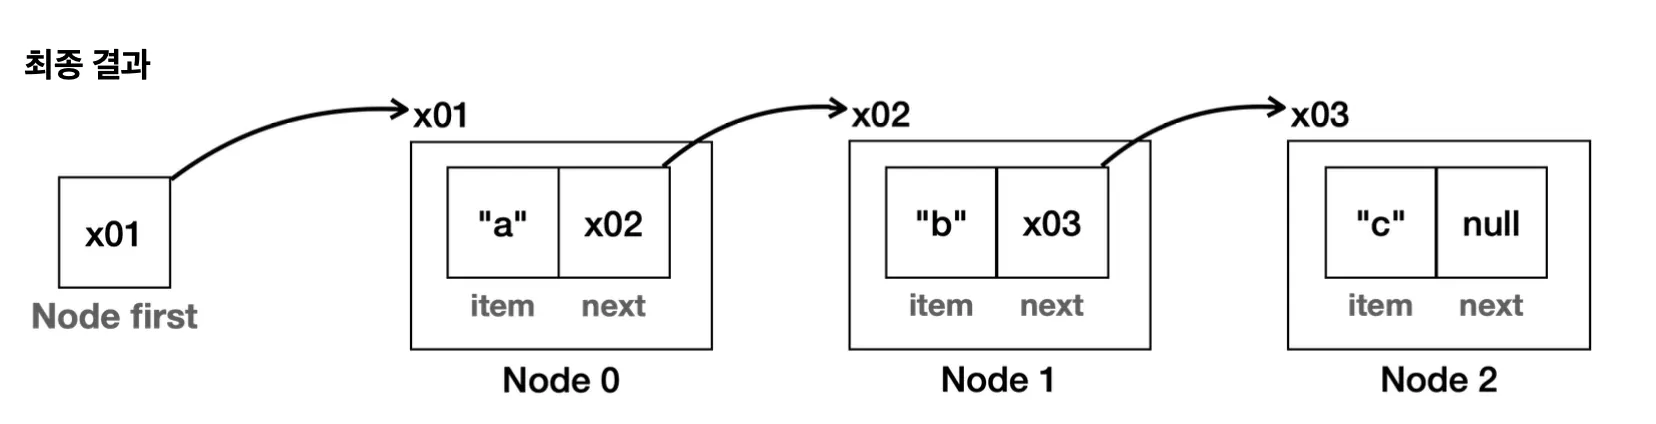 최종 결과
x01
x02
x03
x01
"a"
x02
"b"
x03
"c"
null
item
next
item
next
item
next
Node first
Node 0
Node 1
Node 2